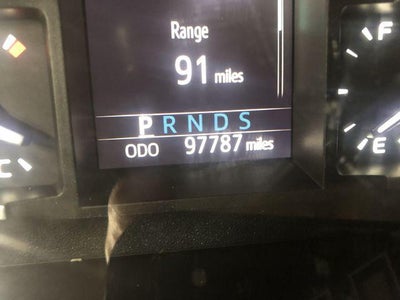 Range
91 miles
F
P R N D S
ODO 97787 miles
C
E